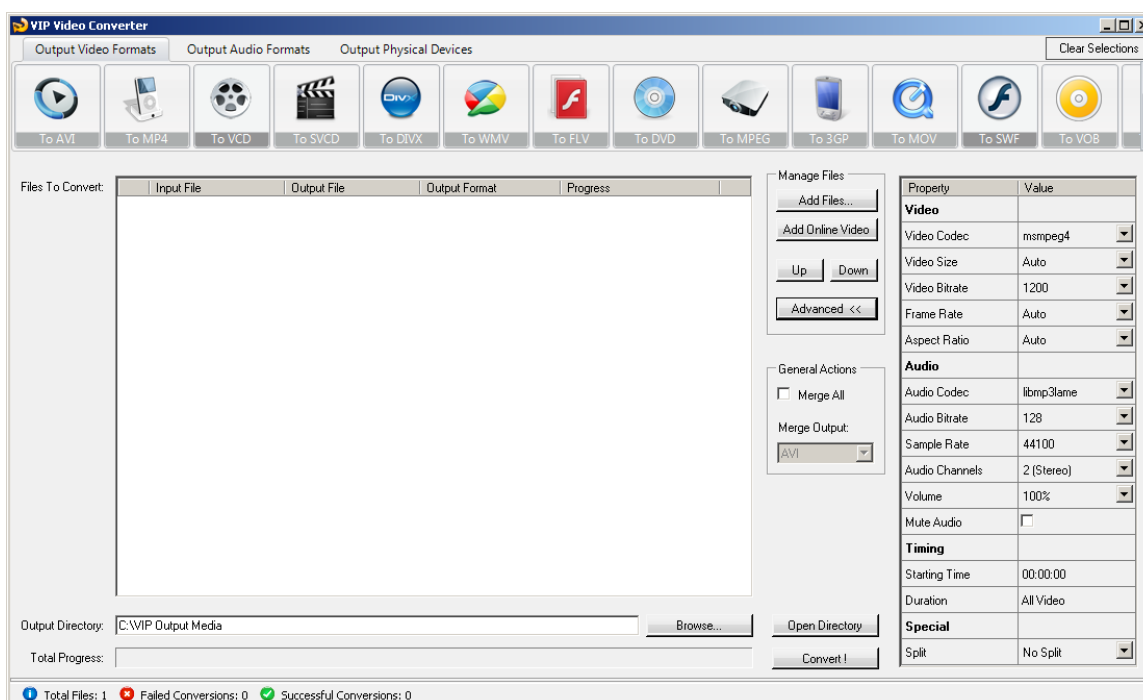 VIP Video Converter
Output Video Formats Output Audio Formats Output Physical Devices Clear Selections
DIVX
To AVI To MP4 To VCD To SVCD To DIVX To WMV To FLV To DVD To MPEG To 3GP To MOV To SWF To VOB
Files To Convert: Input File Output File Output Format Progress
Manage Files
Add Files...
Add Online Video
Up Down
Advanced <<
General Actions
Merge All
Merge Output:
AVI
Property Value
Video
Video Codec msmpeg4
Video Size Auto
Video Bitrate 1200
Frame Rate Auto
Aspect Ratio Auto
Audio
Audio Codec libmp3lame
Audio Bitrate 128
Sample Rate 44100
Audio Channels 2 (Stereo)
Volume 100%
Mute Audio
Timing
Starting Time 00:00:00
Duration All Video
Special
Split No Split
Output Directory: C:\VIP Output Media Browse... Open Directory
Total Progress: Convert !
Total Files: 1 Failed Conversions: 0 Successful Conversions: 0